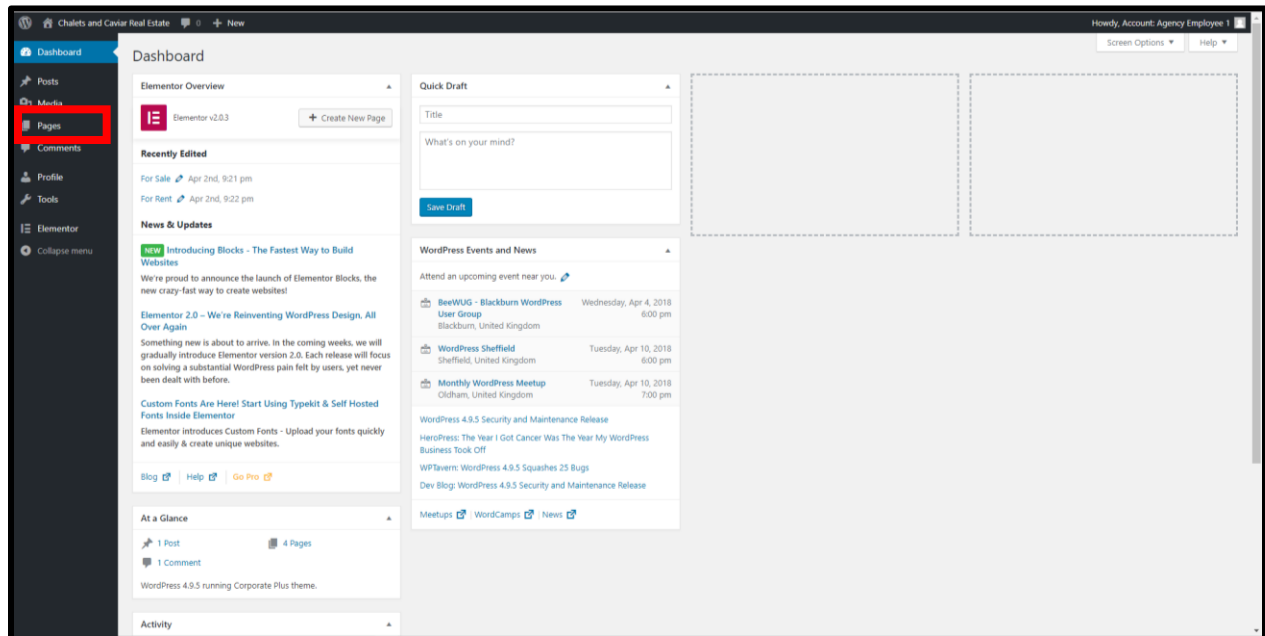 Chalets and Caviar Real Estate 0 + New Howdy, Account: Agency Employee 1
Screen Options ▼ Help ▼
Dashboard
Posts
Media
Pages
Comments
Profile
Tools
Elementor
Collapse menu
Dashboard
Elementor Overview
Elementor v2.0.3 + Create New Page
Recently Edited
For Sale Apr 2nd, 9:21 pm
For Rent Apr 2nd, 9:22 pm
News & Updates
NEW Introducing Blocks - The Fastest Way to Build
Websites
We're proud to announce the launch of Elementor Blocks, the
new crazy-fast way to create websites!
Elementor 2.0 – We're Reinventing WordPress Design, All
Over Again
Something new is about to arrive. In the coming weeks, we will
gradually introduce Elementor version 2.0. Each release will focus
on solving a substantial WordPress pain felt by users, yet never
been dealt with before.
Custom Fonts Are Here! Start Using Typekit & Self Hosted
Fonts Inside Elementor
Elementor introduces Custom Fonts - Upload your fonts quickly
and easily & create unique websites.
Blog Help Go Pro
At a Glance
1 Post 4 Pages
1 Comment
WordPress 4.9.5 running Corporate Plus theme.
Activity
Quick Draft
Title
What's on your mind?
Save Draft
WordPress Events and News
Attend an upcoming event near you.
BeeWUG - Blackburn WordPress Wednesday, Apr 4, 2018
User Group 6:00 pm
Blackburn, United Kingdom
WordPress Sheffield Tuesday, Apr 10, 2018
Sheffield, United Kingdom 6:00 pm
Monthly WordPress Meetup Tuesday, Apr 10, 2018
Oldham, United Kingdom 7:00 pm
WordPress 4.9.5 Security and Maintenance Release
HeroPress: The Year I Got Cancer Was The Year My WordPress
Business Took Off
WPTavern: WordPress 4.9.5 Squashes 25 Bugs
Dev Blog: WordPress 4.9.5 Security and Maintenance Release
Meetups WordCamps News